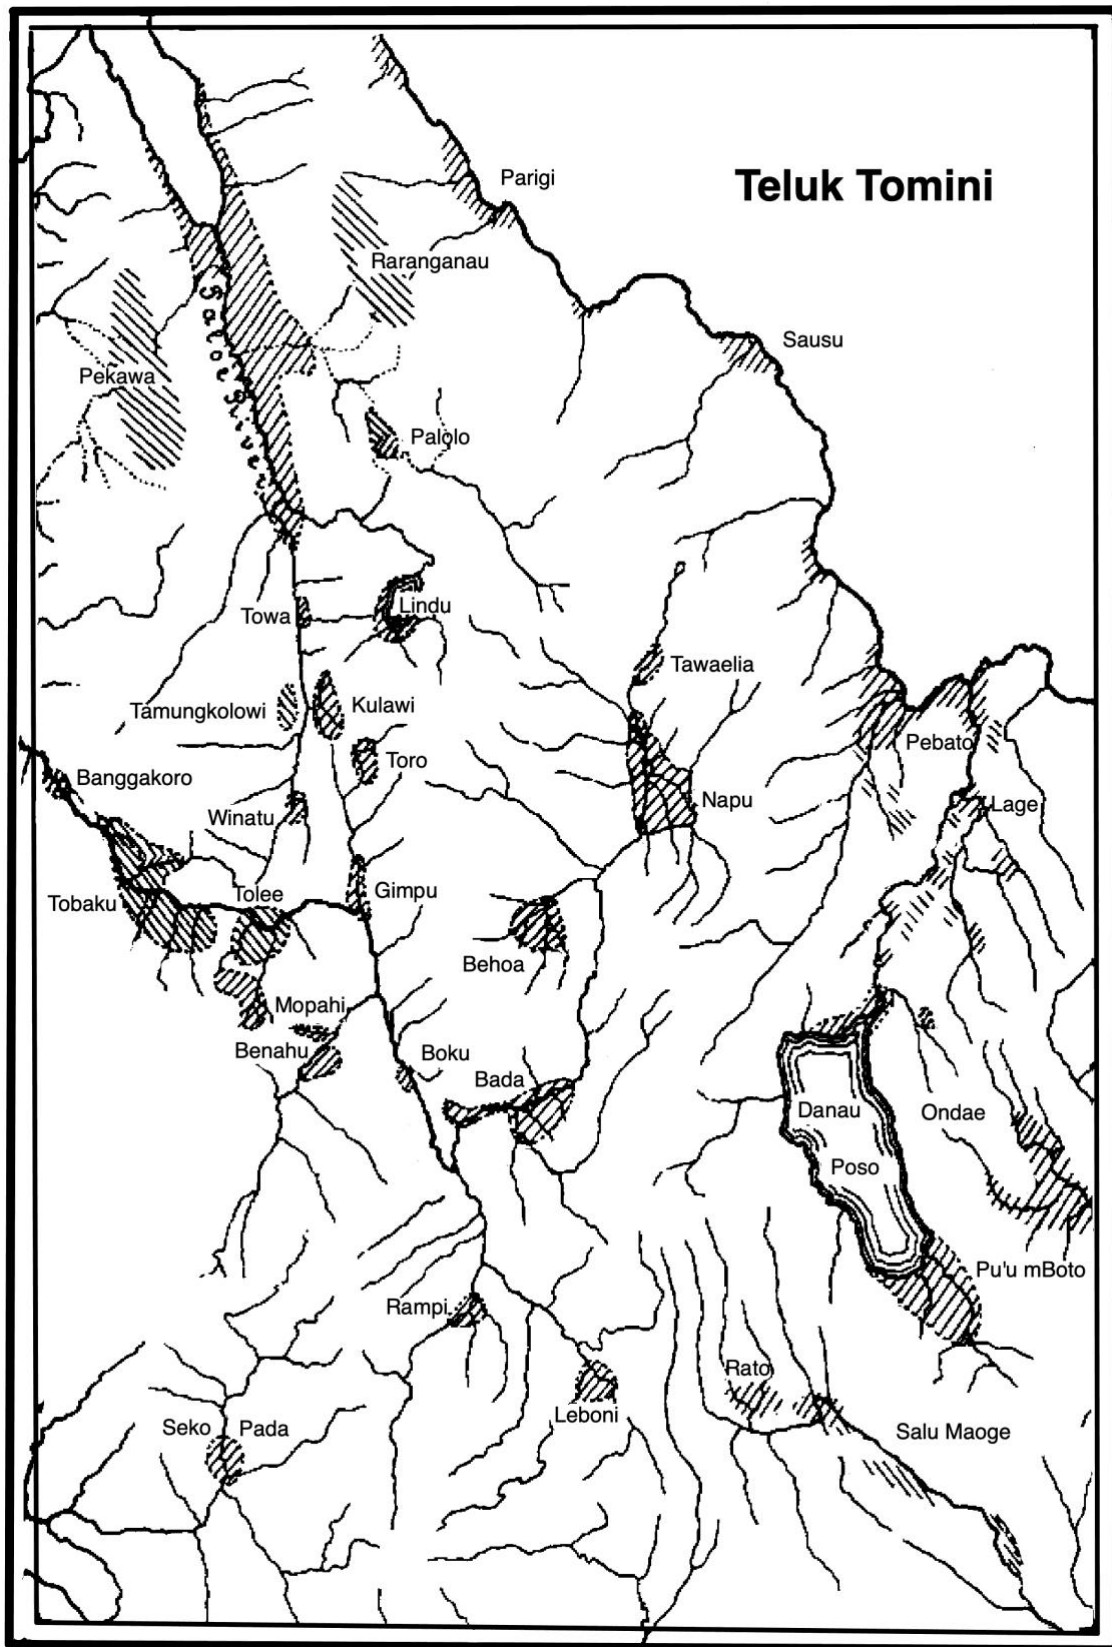 Teluk Tomini
Parigi
Raranganau
Saloe River
Sausu
Pekawa
Palolo
Towa
Lindu
Tawaelia
Tamungkolowi
Kulawi
Pebato
Toro
Banggakoro
Napu
Lage
Winatu
Tobaku
Tolee
Gimpu
Behoa
Mopahi
Benahu
Boku
Bada
Danau
Poso
Ondae
Pu'u mBoto
Rampi
Rato
Leboni
Seko Pada
Salu Maoge